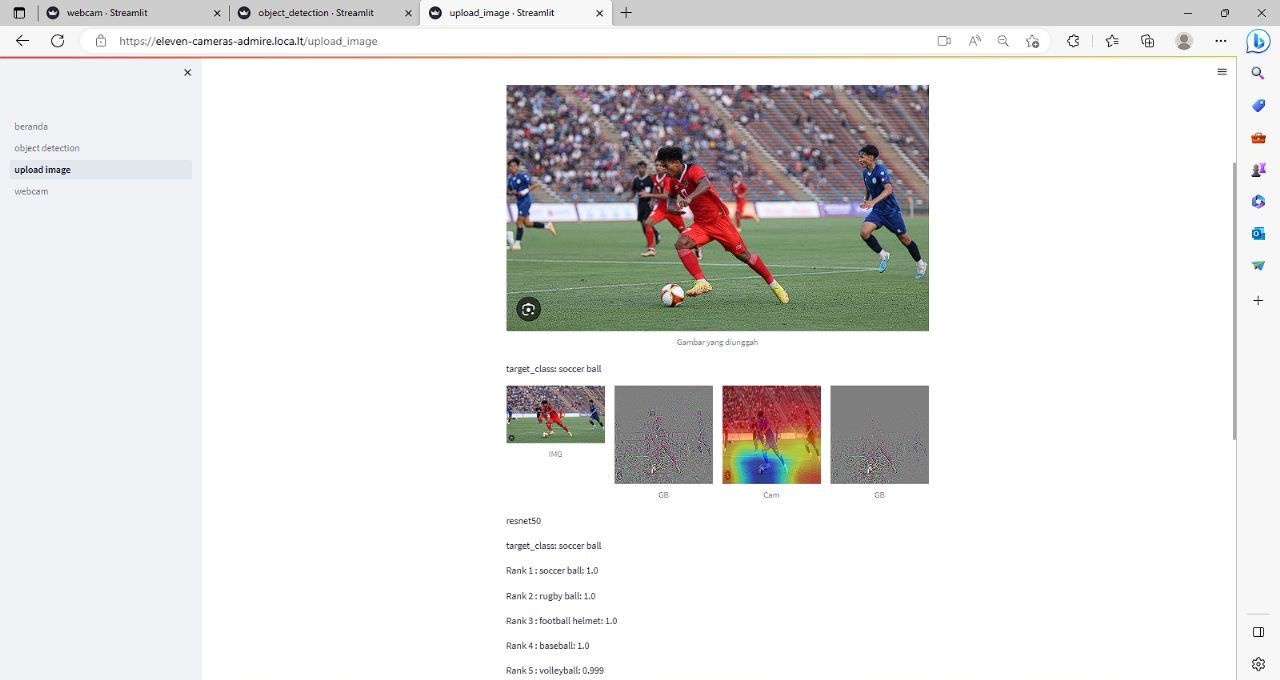 webcam · Streamlit
object_detection · Streamlit
upload_image · Streamlit
https://eleven-cameras-admire.loca.lt/upload_image
beranda
object detection
upload image
webcam
Gambar yang diunggah
target_class: soccer ball
IMG
GB
Cam
GB
resnet50
target_class: soccer ball
Rank 1 : soccer ball: 1.0
Rank 2 : rugby ball: 1.0
Rank 3 : football helmet: 1.0
Rank 4 : baseball: 1.0
Rank 5 : volleyball: 0.999